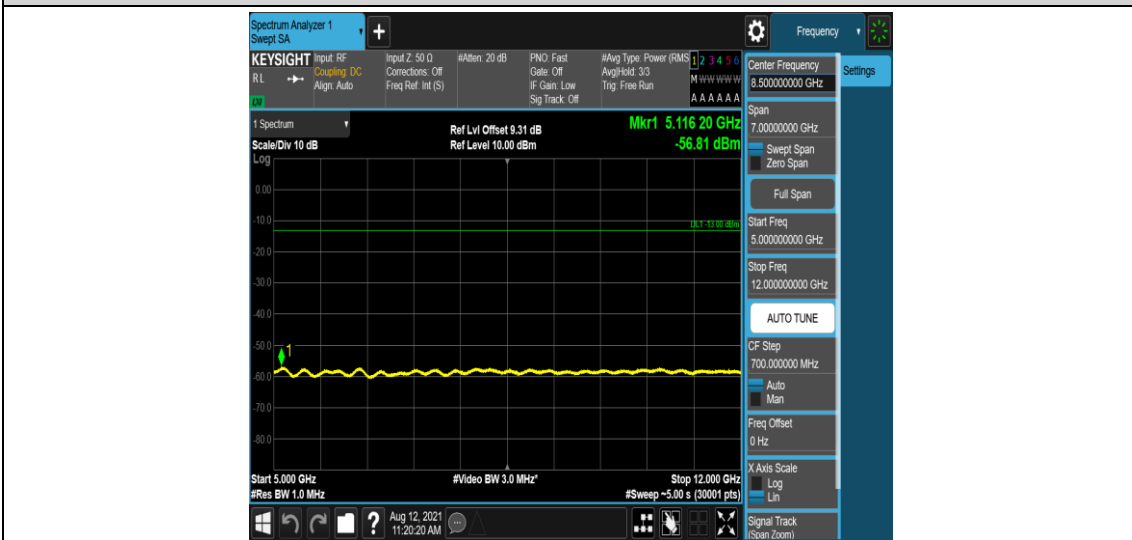 Spectrum Analyzer 1
Swept SA
+
Frequency
KEYSIGHT
RL
LXI
Input: RF
Coupling: DC
Align: Auto
Input Z: 50 Ω
Corrections: Off
Freq Ref: Int (S)
#Atten: 20 dB
PNO: Fast
Gate: Off
IF Gain: Low
Sig Track: Off
#Avg Type: Power (RMS
Avg|Hold: 3/3
Trig: Free Run
1 2 3 4 5 6
M W W W W W
A A A A A A
Center Frequency
8.500000000 GHz
Settings
1 Spectrum
Scale/Div 10 dB
Ref Lvl Offset 9.31 dB
Ref Level 10.00 dBm
Mkr1 5.116 20 GHz
-56.81 dBm
Log
0.00
-10.0
-20.0
-30.0
-40.0
-50.0
-60.0
-70.0
-80.0
DL1 -13.00 dBm
1
Start 5.000 GHz
#Res BW 1.0 MHz
#Video BW 3.0 MHz*
Stop 12.000 GHz
#Sweep ~5.00 s (30001 pts)
Span
7.00000000 GHz
Swept Span
Zero Span
Full Span
Start Freq
5.000000000 GHz
Stop Freq
12.000000000 GHz
AUTO TUNE
CF Step
700.000000 MHz
Auto
Man
Freq Offset
0 Hz
X Axis Scale
Log
Lin
Signal Track
(Span Zoom)
?
Aug 12, 2021
11:20:20 AM